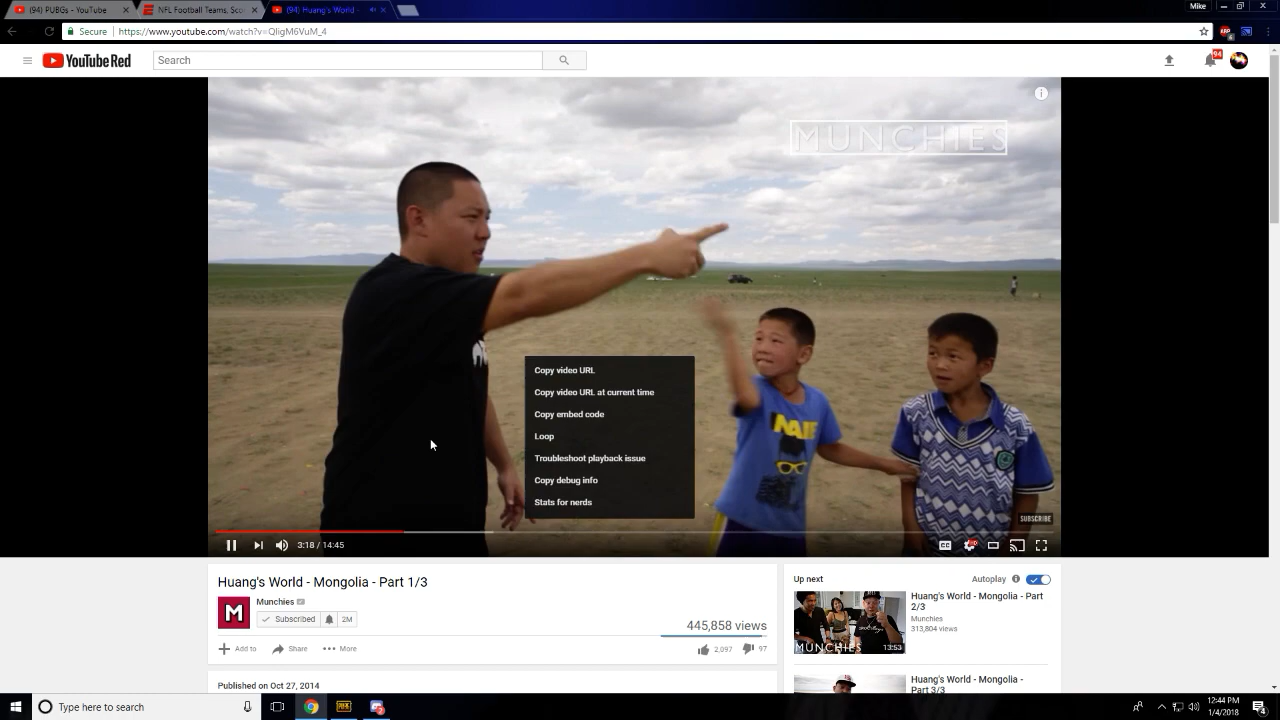 (94) PUBGs - YouTube
NFL Football Teams, Sco
(94) Huang's World -
Mike
Secure
https://www.youtube.com/watch?v=QligM6VuM_4
YouTube Red
Search
94
MUNCHIES
NAIF
Copy video URL
Copy video URL at current time
Copy embed code
Loop
Troubleshoot playback issue
Copy debug info
Stats for nerds
SUBSCRIBE
3:18 / 14:45
CC
HD
Huang's World - Mongolia - Part 1/3
M
Munchies
Subscribed
2M
445,858 views
Add to
Share
More
2,097
97
Published on Oct 27, 2014
Up next
Autoplay
Huang's World - Mongolia - Part
2/3
Munchies
313,804 views
MUNCHIES
13:53
Huang's World - Mongolia -
Part 3/3
Type here to search
12:44 PM
1/4/2018